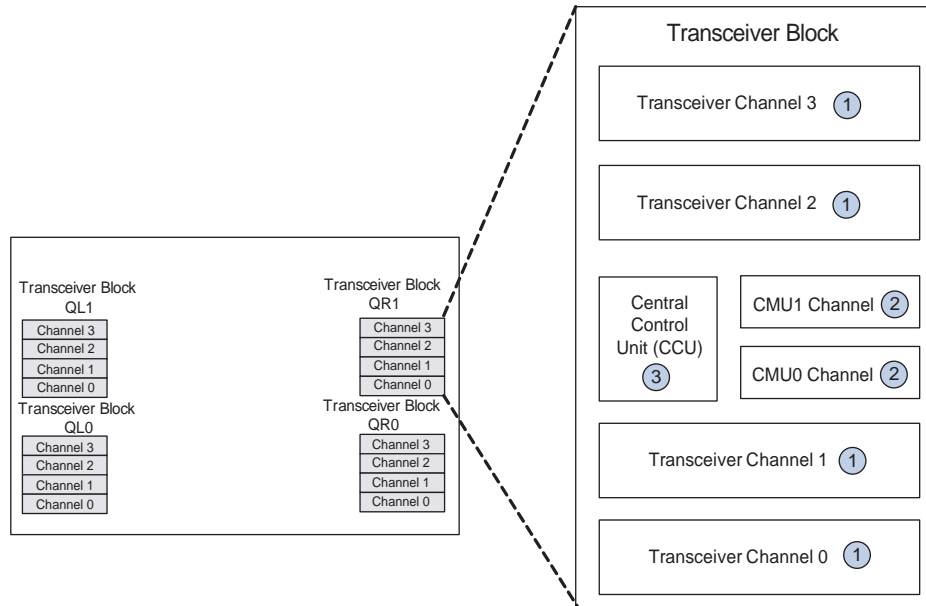 Transceiver Block
QL1
Channel 3
Channel 2
Channel 1
Channel 0
Transceiver Block
QL0
Channel 3
Channel 2
Channel 1
Channel 0
Transceiver Block
QR1
Channel 3
Channel 2
Channel 1
Channel 0
Transceiver Block
QR0
Channel 3
Channel 2
Channel 1
Channel 0
Transceiver Block
Transceiver Channel 3 1
Transceiver Channel 2 1
Central
Control
Unit (CCU)
3
CMU1 Channel 2
CMU0 Channel 2
Transceiver Channel 1 1
Transceiver Channel 0 1